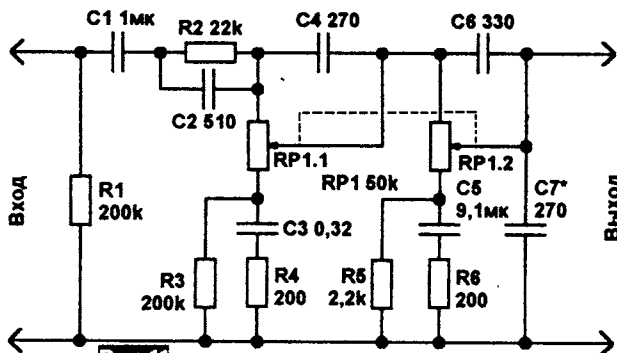 C1 1мк
R2 22k
C4 270
C6 330
C2 510
RP1.1
RP1.2
RP1 50k
Вход
R1
200k
C3 0,32
C5
9,1мк
C7*
270
Выход
R3
200k
R4
200
R5
2,2k
R6
200